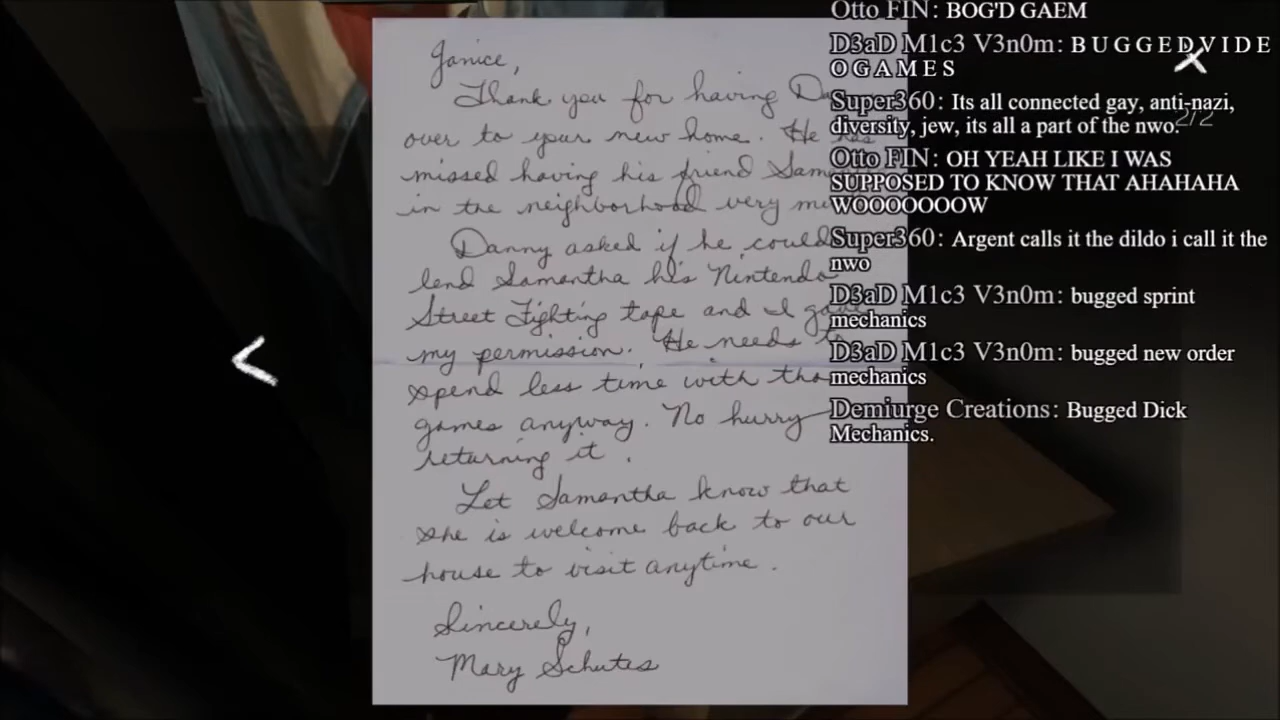 Janice,
Thank you for having
over to your new home. He has
missed having his friend
in the neighborhood very
Danny asked if he could
lend Samantha his Nintendo
Street Fighting tape and I gave
my permission. He needs to
spend less time with
games anyway. No hurry
returning it.
Let Samantha know that
she is welcome back to our
house to visit anytime.
Sincerely,
Mary Schutes
Otto FIN: BOG'D GAEM
D3aD M1c3 V3n0m: B U G G E D V I D E
O G A M E S
Super360: Its all connected gay, anti-nazi,
diversity, jew, its all a part of the nwo.
2/2
Otto FIN: OH YEAH LIKE I WAS
SUPPOSED TO KNOW THAT AHAHAHA
WOOOOOOOW
Super360: Argent calls it the dildo i call it the
nwo
D3aD M1c3 V3n0m: bugged sprint
mechanics
D3aD M1c3 V3n0m: bugged new order
mechanics
Demiurge Creations: Bugged Dick
Mechanics.